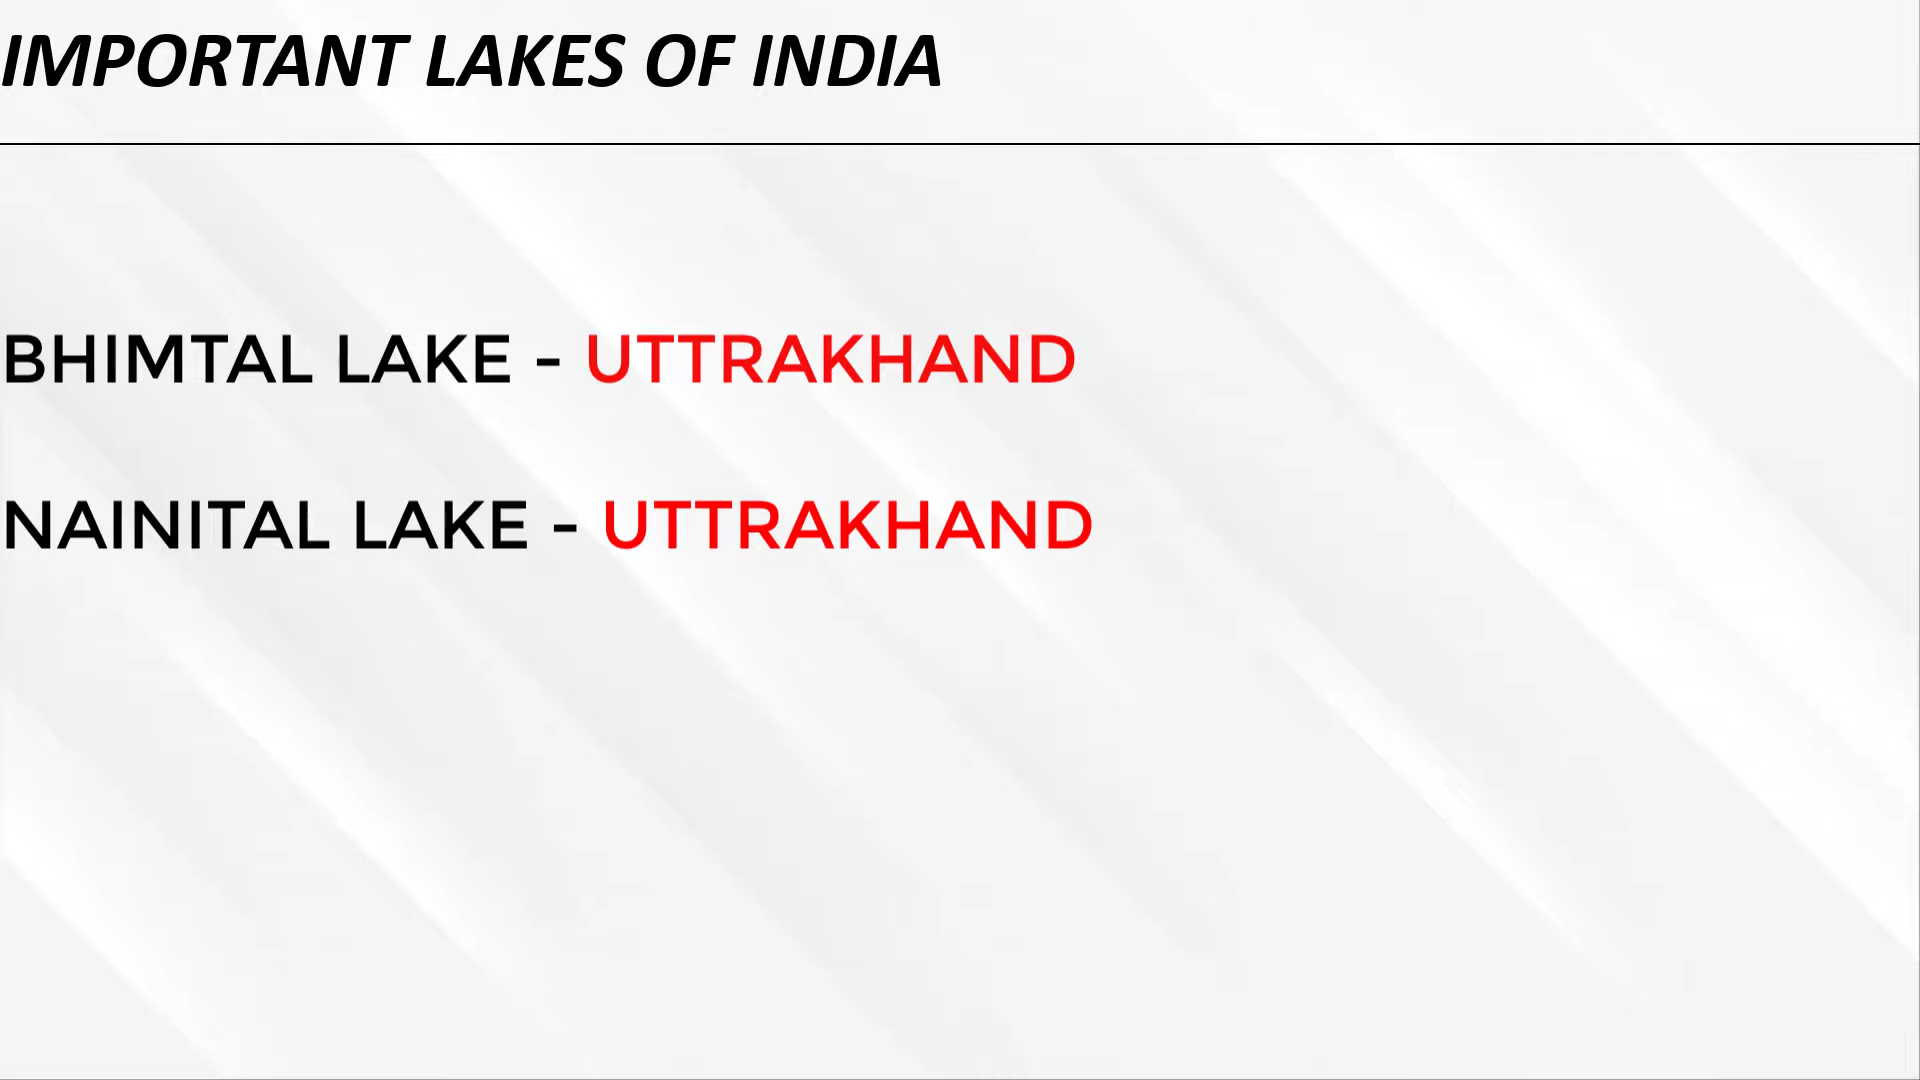 IMPORTANT LAKES OF INDIA
BHIMTAL LAKE - UTTRAKHAND
NAINITAL LAKE - UTTRAKHAND